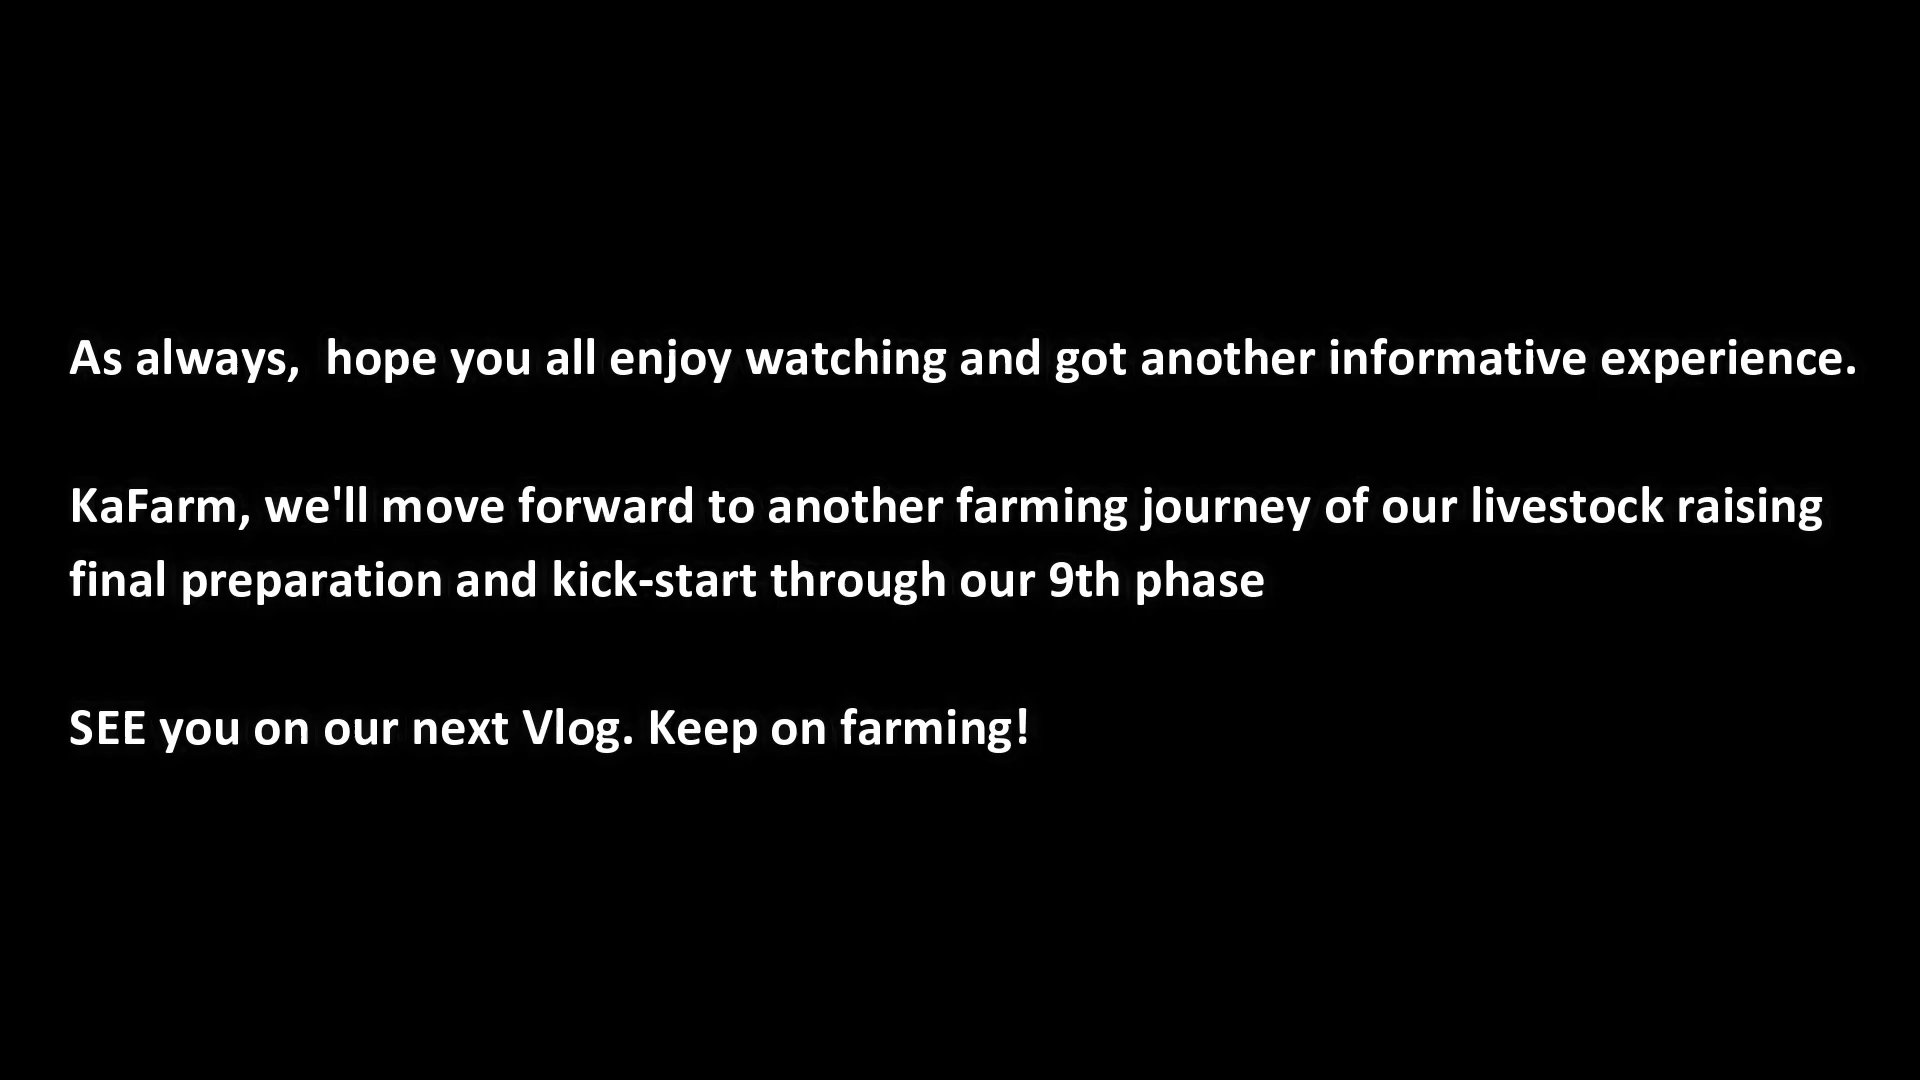 As always,  hope you all enjoy watching and got another informative experience.
KaFarm, we'll move forward to another farming journey of our livestock raising
final preparation and kick-start through our 9th phase
SEE you on our next Vlog. Keep on farming!